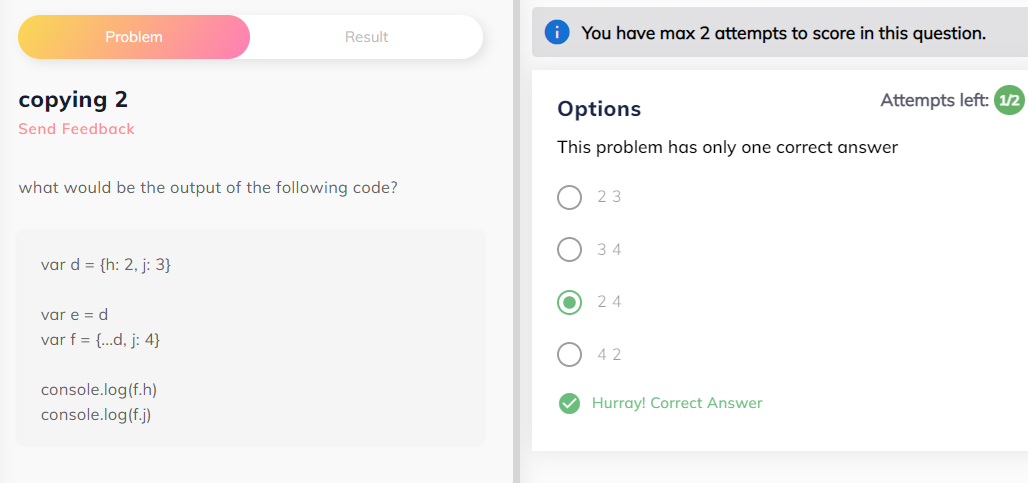 Problem
Result
copying 2
Send Feedback
what would be the output of the following code?
var d = {h: 2, j: 3}
var e = d
var f = {...d, j: 4}
console.log(f.h)
console.log(f.j)
You have max 2 attempts to score in this question.
Attempts left: 1/2
Options
This problem has only one correct answer
2 3
3 4
2 4
4 2
Hurray! Correct Answer